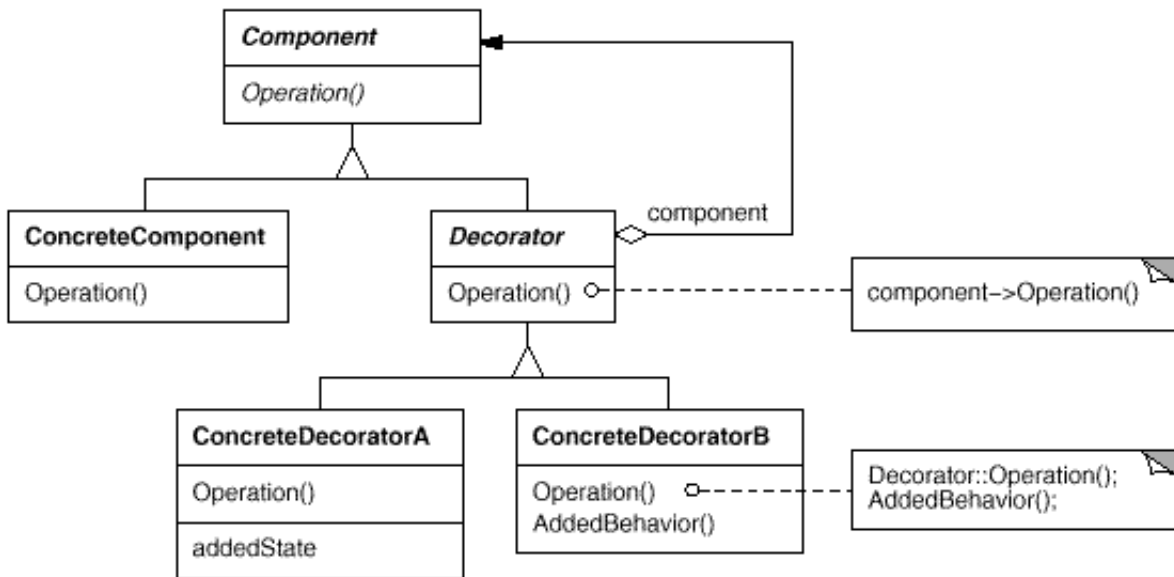 Component
Operation()
component
ConcreteComponent
Operation()
Decorator
Operation()
component->Operation()
ConcreteDecoratorA
Operation()
addedState
ConcreteDecoratorB
Operation()
AddedBehavior()
Decorator::Operation();
AddedBehavior();